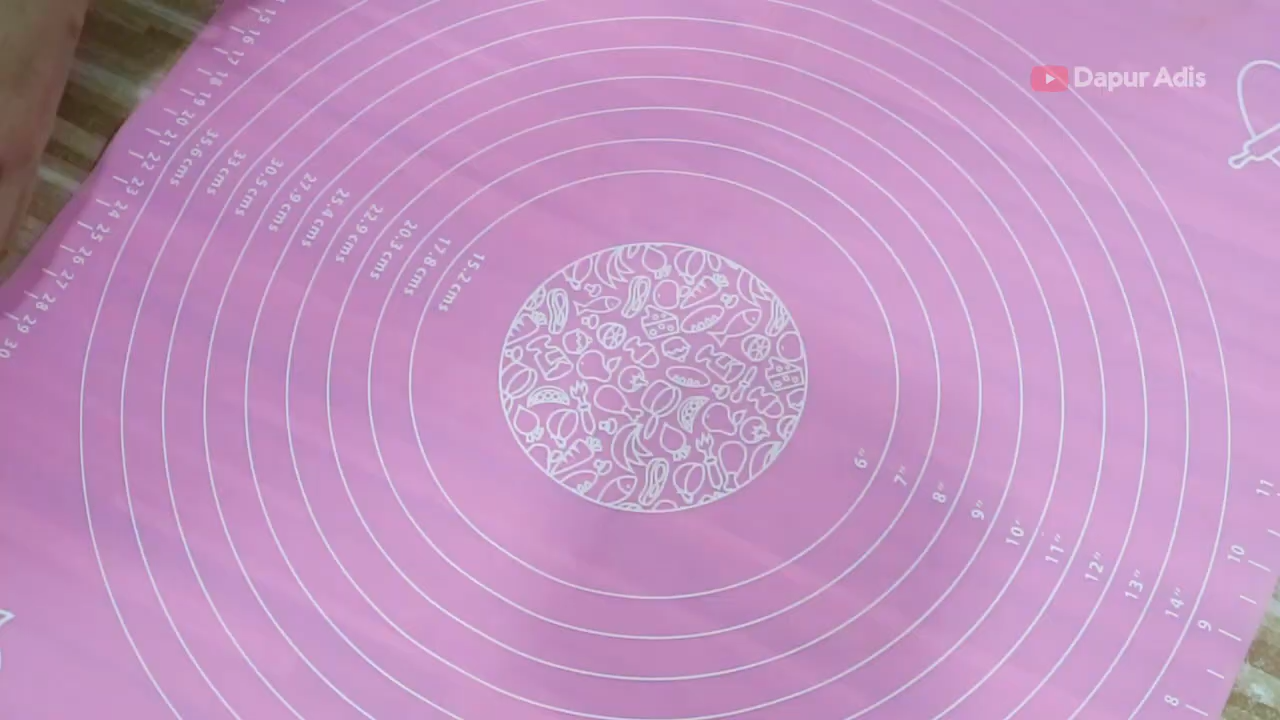 Dapur Adis
15 16 17 18 19 20 21 22 23 24 25 26 27 28 29 30
35.6 cms
33 cms
30.5 cms
27.9 cms
25.4 cms
22.9 cms
20.3 cms
17.8 cms
15.2 cms
6"
7"
8"
9"
10"
11"
12"
13"
14"
11
10
9
8